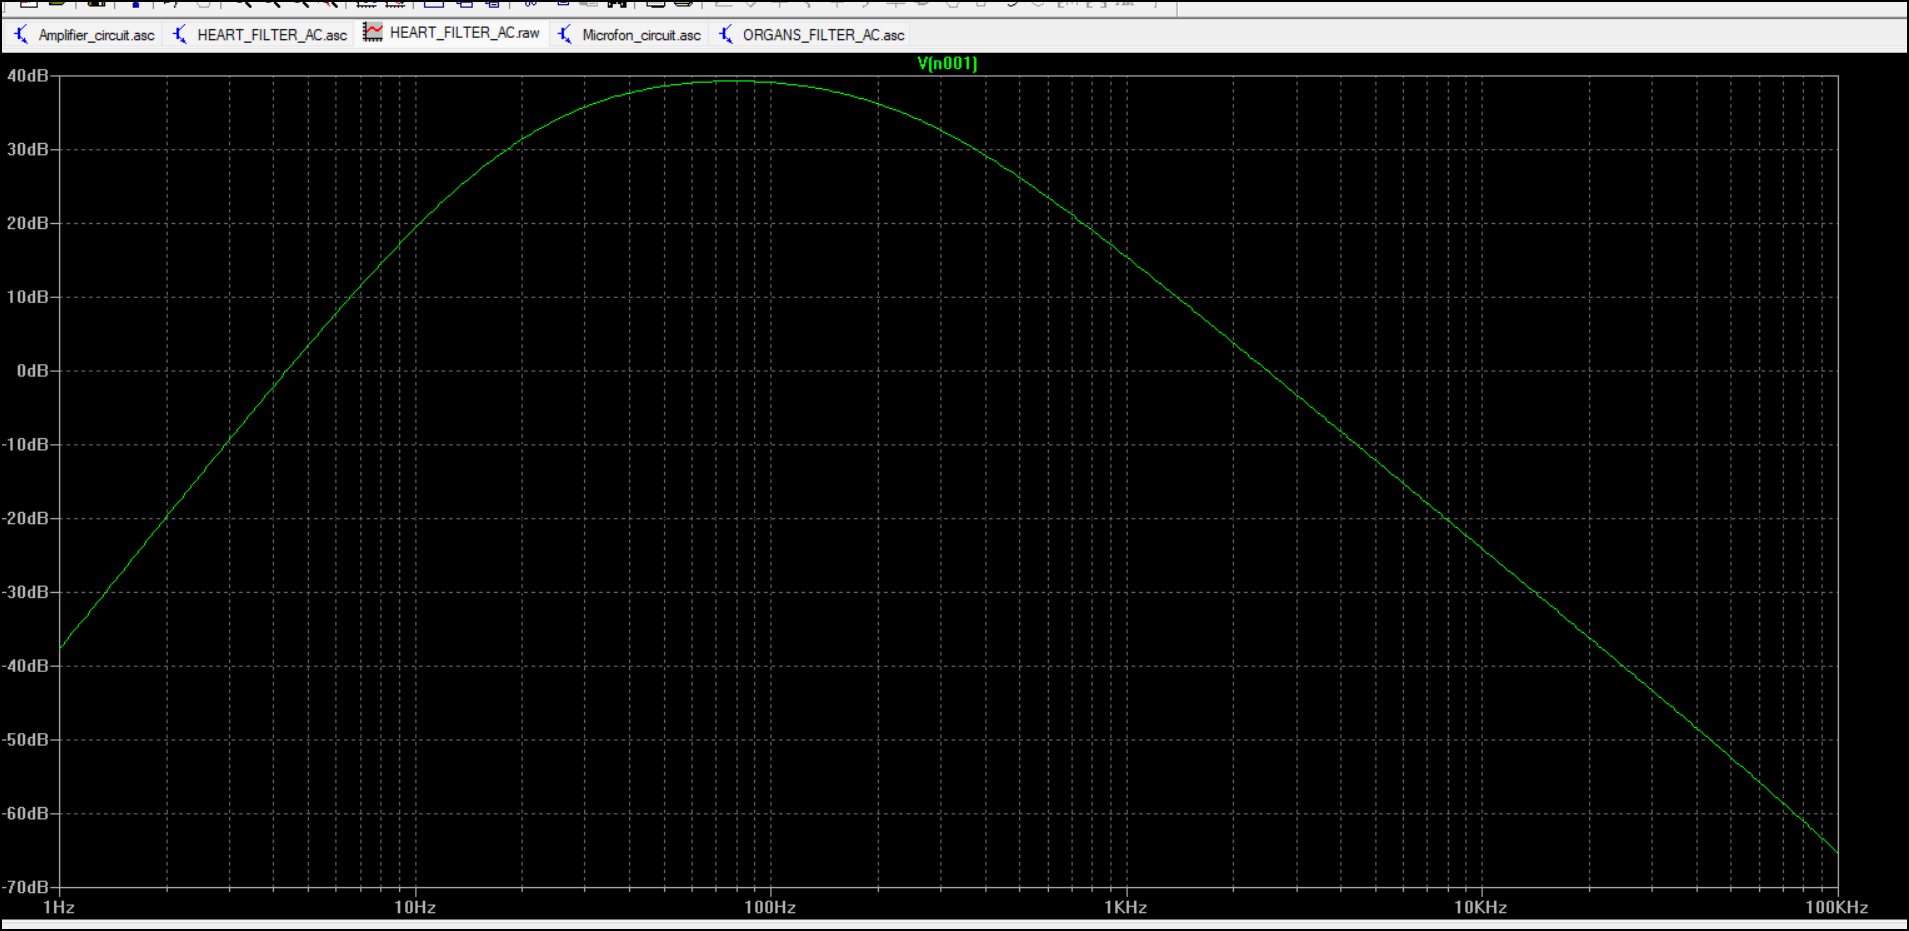 Amplifier_circuit.asc HEART_FILTER_AC.asc HEART_FILTER_AC.raw Microfon_circuit.asc ORGANS_FILTER_AC.asc
V(n001)
40dB
30dB
20dB
10dB
0dB
-10dB
-20dB
-30dB
-40dB
-50dB
-60dB
-70dB
1Hz 10Hz 100Hz 1KHz 10KHz 100KHz